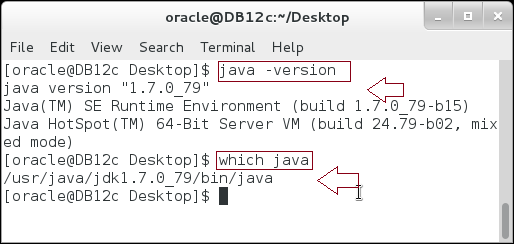 oracle@DB12c:~/Desktop
File Edit View Search Terminal Help
[oracle@DB12c Desktop]$ java -version
java version "1.7.0_79"
Java(TM) SE Runtime Environment (build 1.7.0_79-b15)
Java HotSpot(TM) 64-Bit Server VM (build 24.79-b02, mix
ed mode)
[oracle@DB12c Desktop]$ which java
/usr/java/jdk1.7.0_79/bin/java
[oracle@DB12c Desktop]$